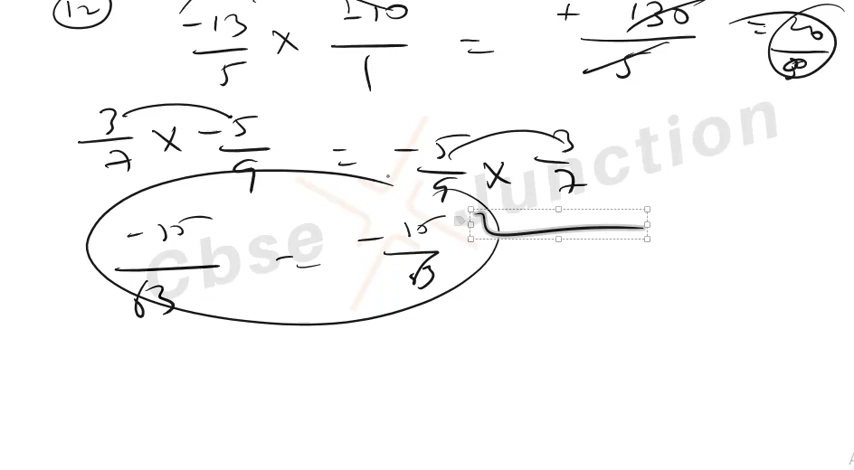 12
-13/5 × -10/1 = +130/5 =
3/7 × -5/9 = -5/9 × 3/7
-15/63 = -15/63
Cbse Junction